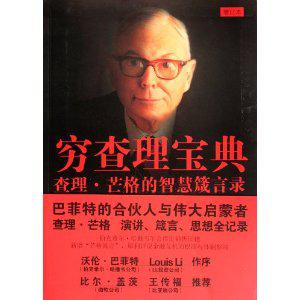 增订本
穷查理宝典
查理·芒格的智慧箴言录
巴菲特的合伙人与伟大启蒙者
查理·芒格 演讲、箴言、思想全记录
沃伦·巴菲特 Louis Li 作序
比尔·盖茨 王传福 推荐